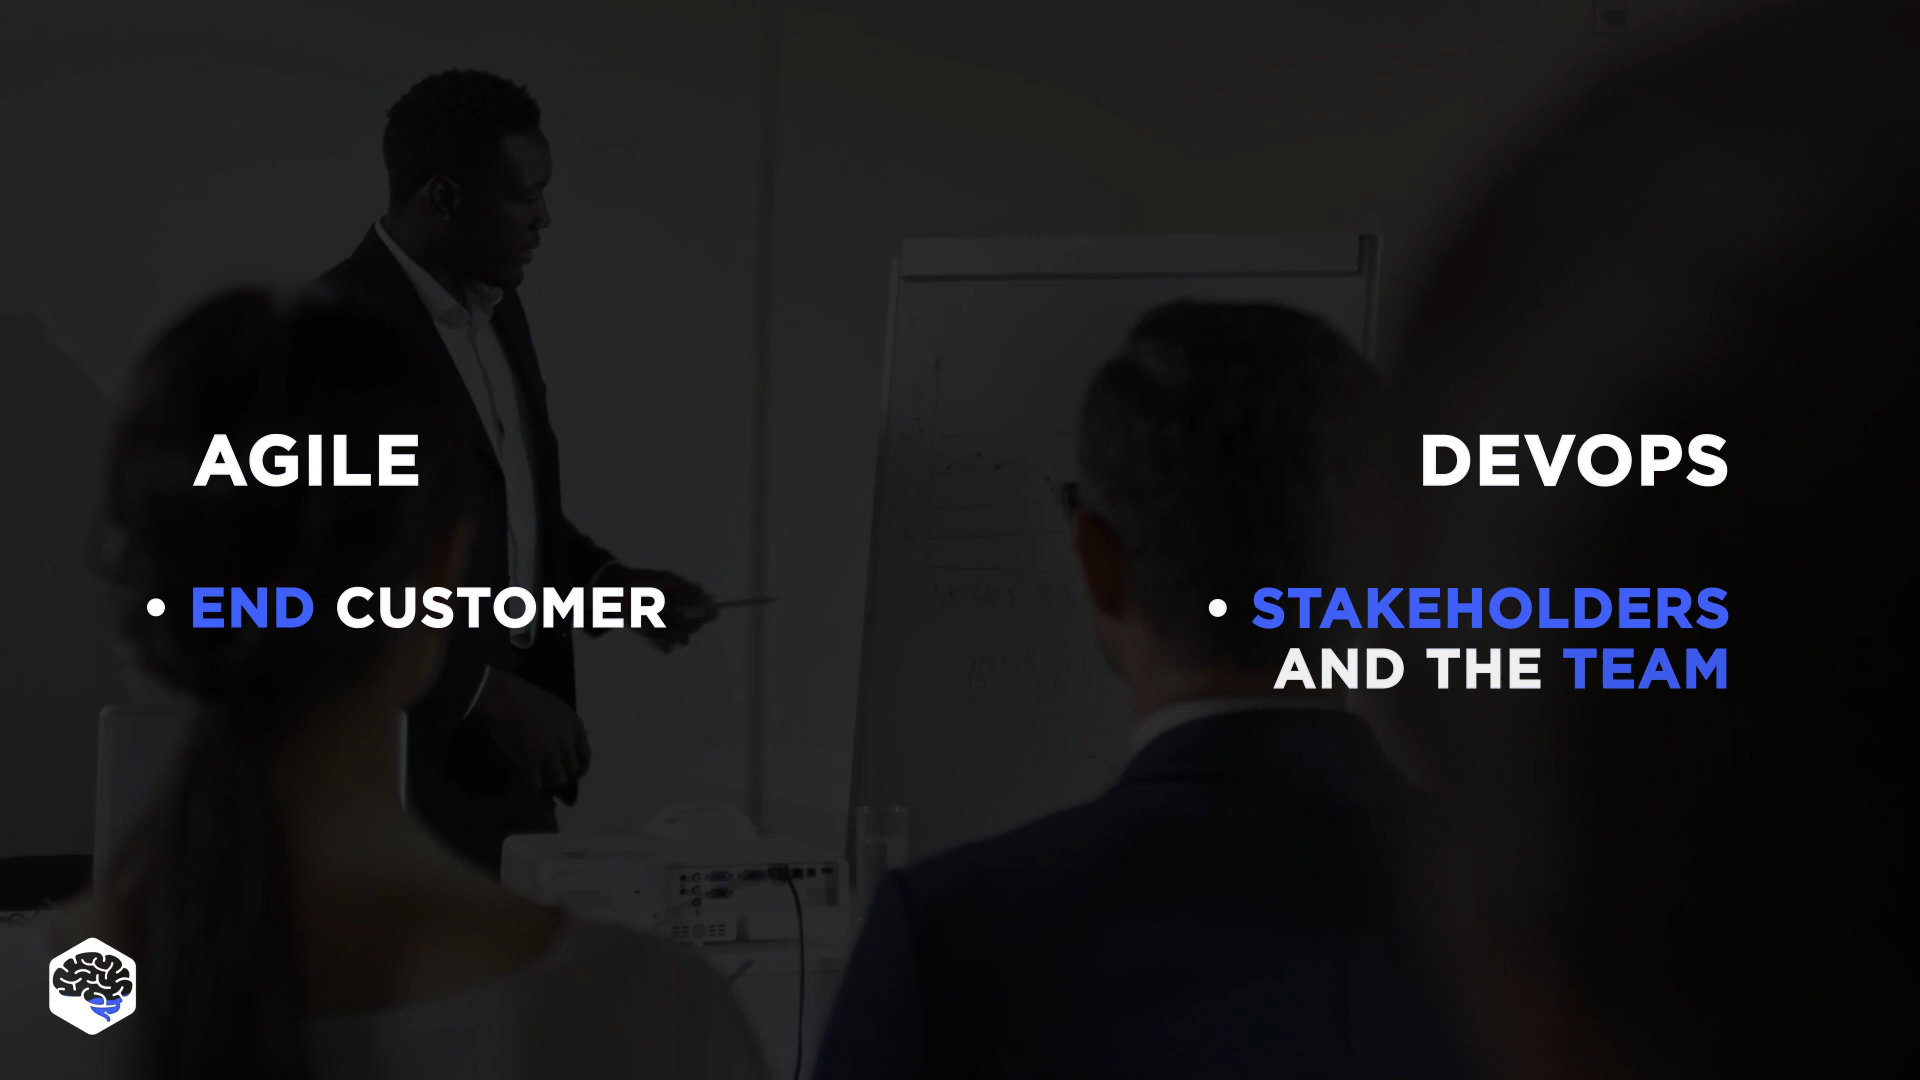 AGILE
• END CUSTOMER
DEVOPS
• STAKEHOLDERS
AND THE TEAM